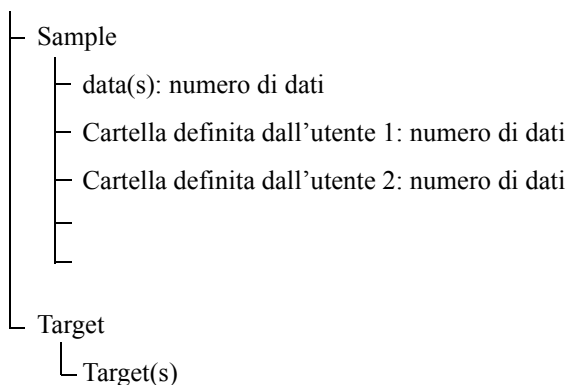 Sample
data(s): numero di dati
Cartella definita dall’utente 1: numero di dati
Cartella definita dall’utente 2: numero di dati
Target
Target(s)